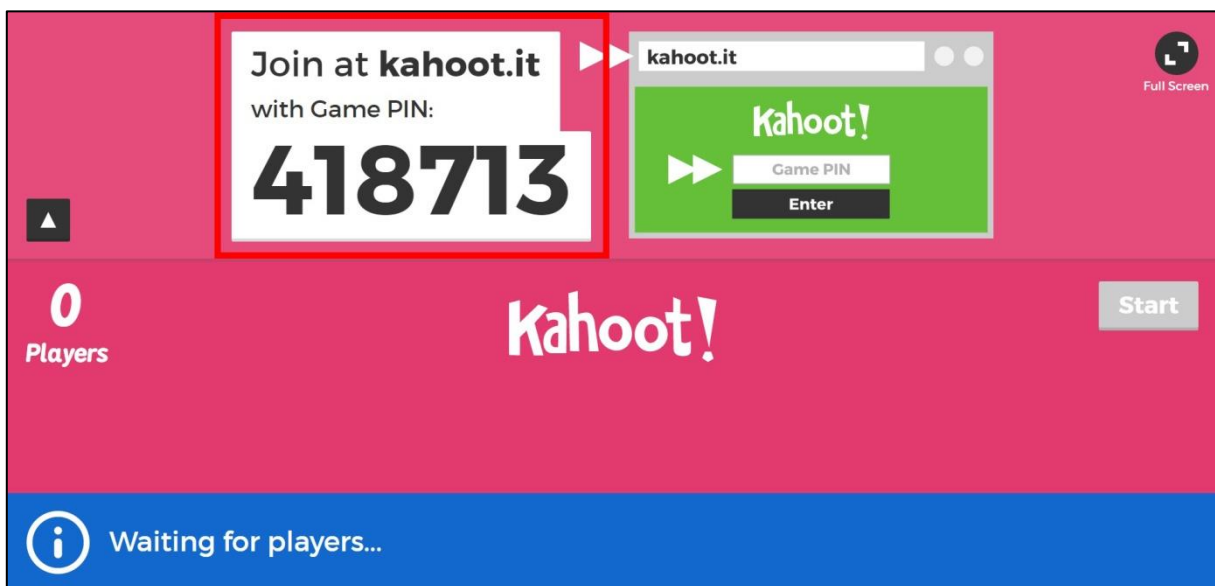 Join at kahoot.it
with Game PIN:
418713
kahoot.it
Kahoot!
Game PIN
Enter
Full Screen
0
Players
Kahoot!
Start
Waiting for players...